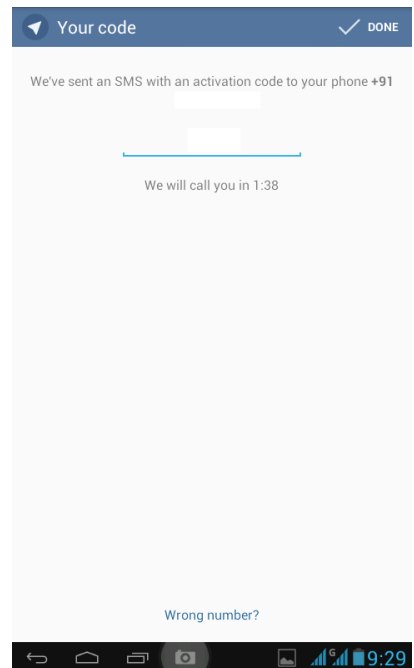 Your code
DONE
We've sent an SMS with an activation code to your phone +91
We will call you in 1:38
Wrong number?
G
9:29